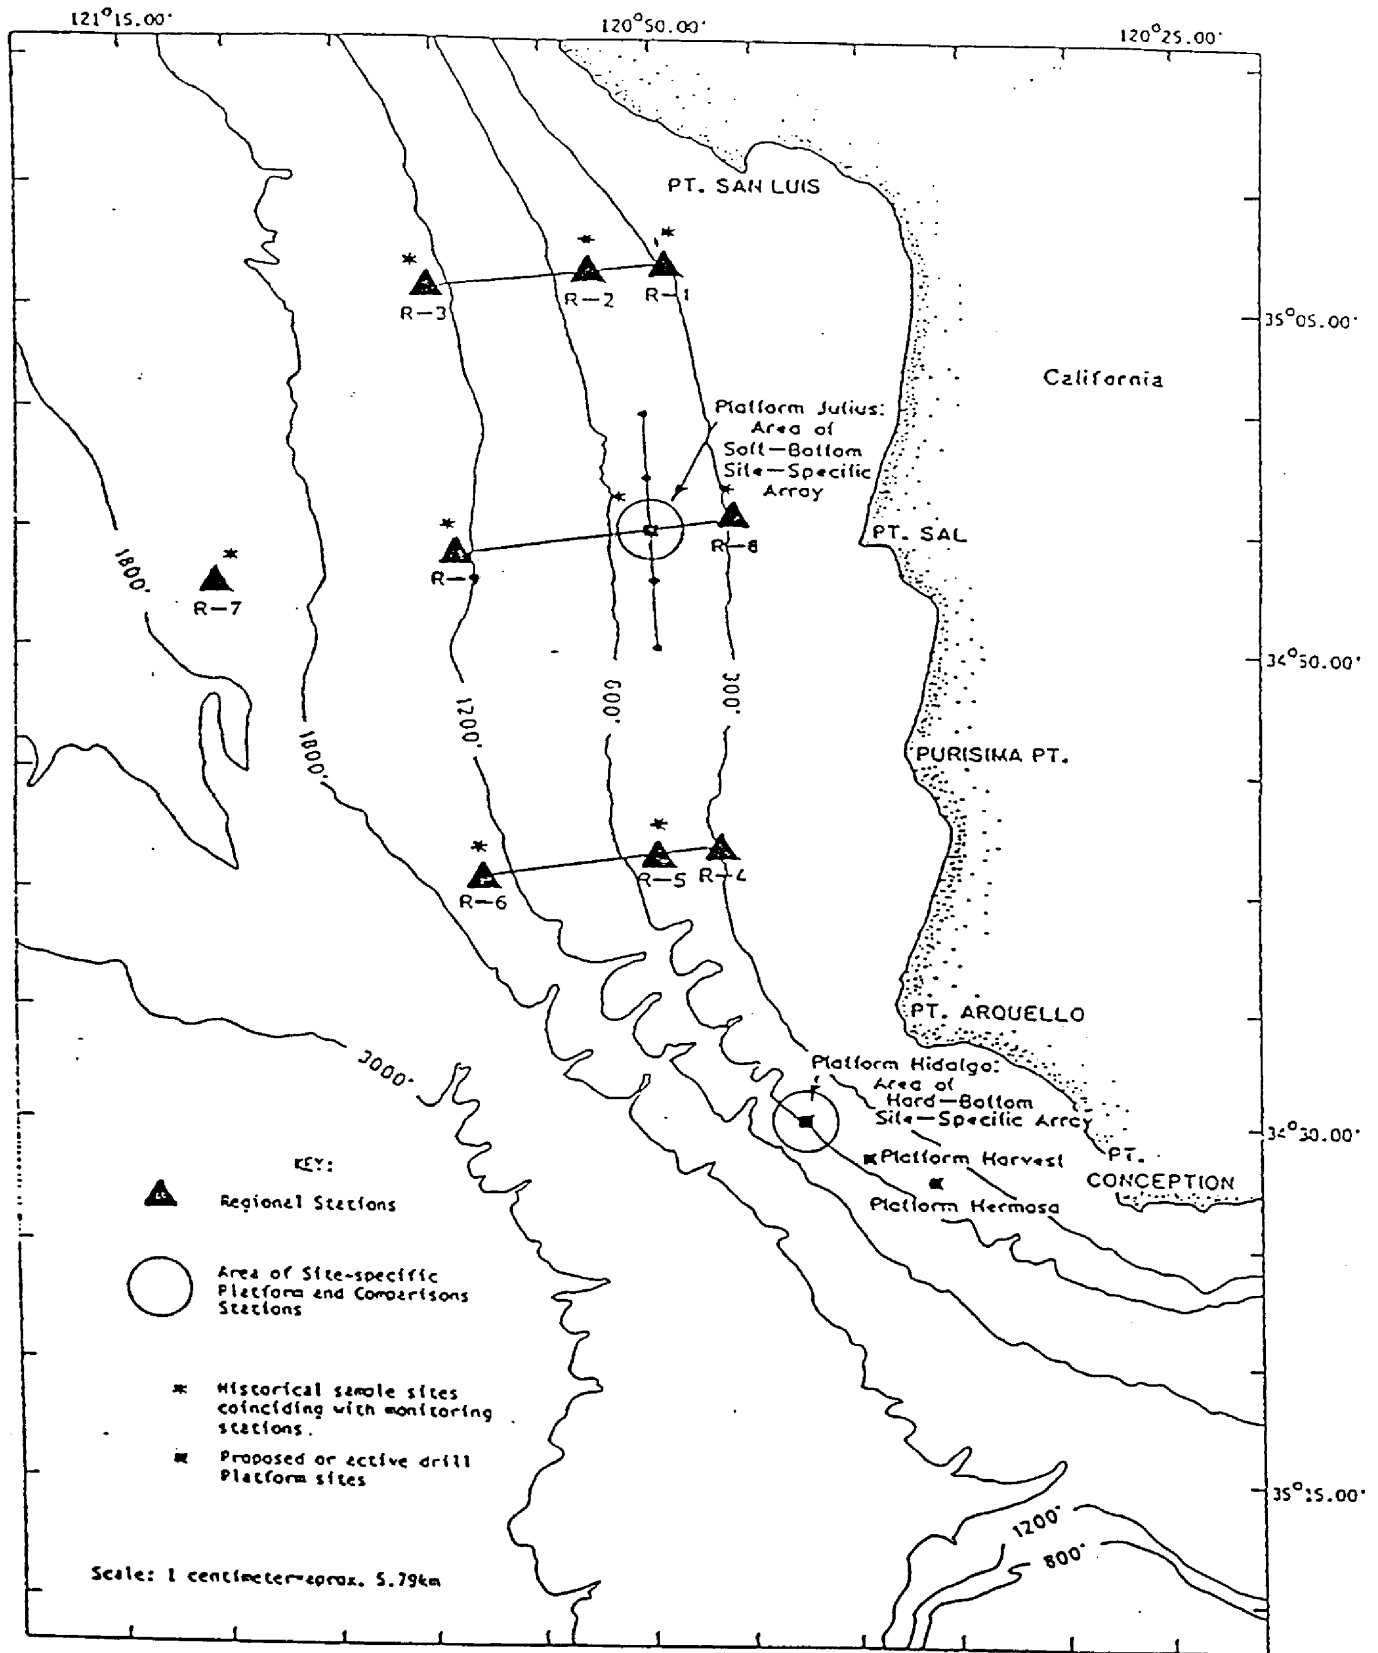 121°15.00'
120°50.00'
120°25.00'
PT. SAN LUIS
R-3
R-2
R-1
35°05.00'
California
Platform Julius:
Area of
Soft-Bottom
Site-Specific
Array
PT. SAL
R-8
R-9
R-7
1800'
34°50.00'
1200'
600'
300'
1800'
PURISIMA PT.
R-6
R-5
R-4
PT. ARQUELLO
3000'
Platform Hidalgo:
Area of
Hard-Bottom
Site-Specific Array
34°30.00'
Platform Harvest
PT.
CONCEPTION
Platform Hermosa
KEY:
Regional Stations
Area of Site-specific
Platform and Comparisons
Stations
Historical sample sites
coinciding with monitoring
stations.
Proposed or active drill
Platform sites
35°15.00'
1200'
800'
Scale: 1 centimeter=aprox. 5.79km